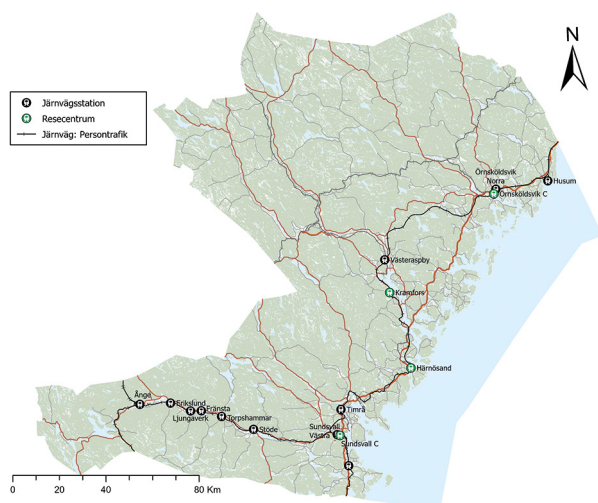 N
Järnvägsstation
Resecentrum
Järnväg: Persontrafik
Örnsköldsvik
Norra
Husum
Örnsköldsvik C
Västeraspby
Kramfors
Härnösand
Ånge
Erikslund
Fränsta
Ljungaverk
Torpshammar
Timrå
Stöde
Sundsvall
Västra
Sundsvall C
0 20 40 60 80 Km